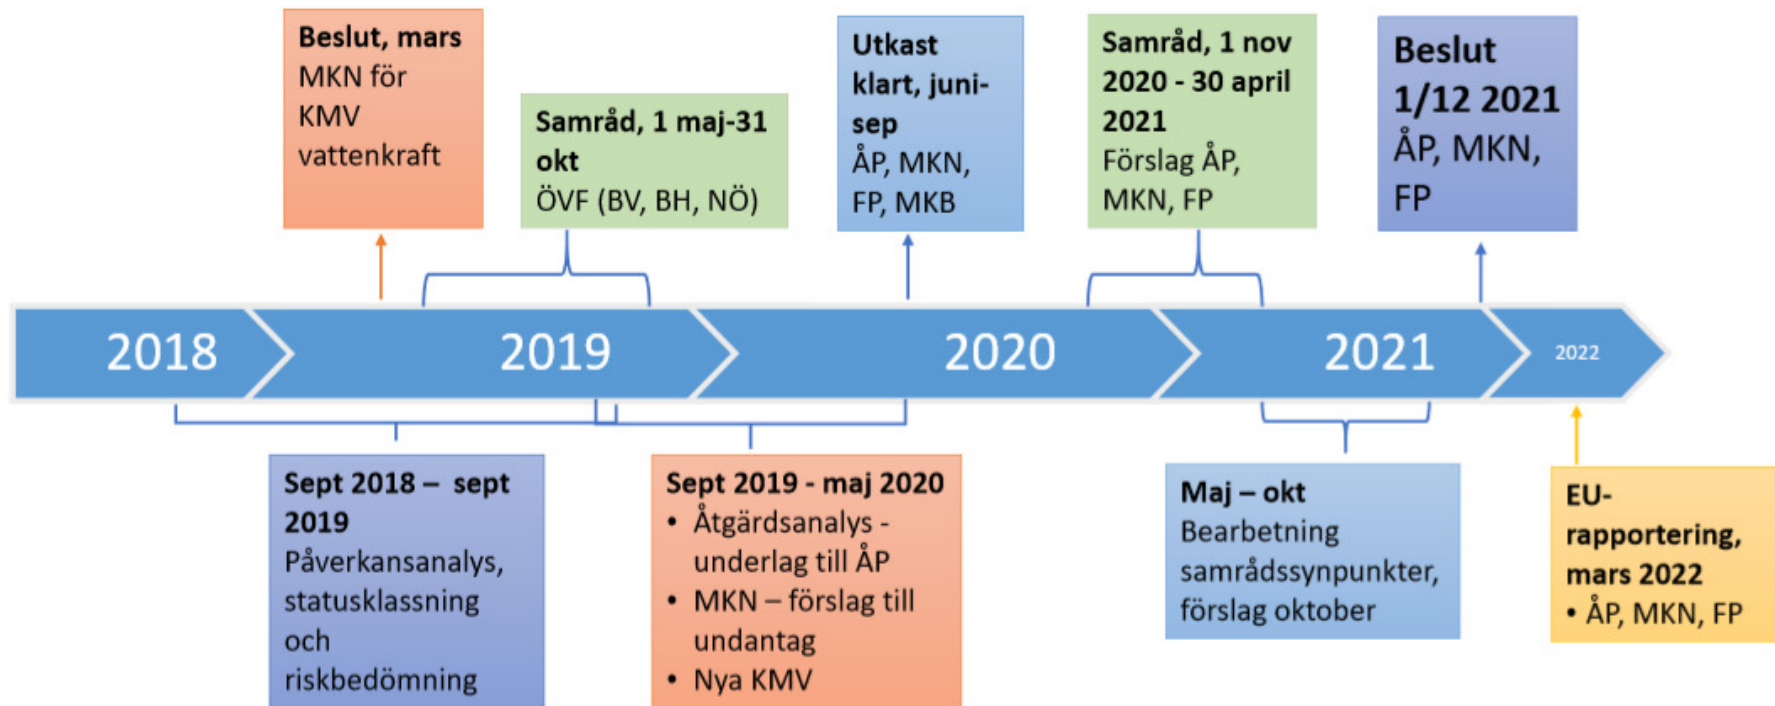 Beslut, mars
MKN för
KMV
vattenkraft
Samråd, 1 maj-31
okt
ÖVF (BV, BH, NÖ)
Utkast
klart, juni-
sep
ÅP, MKN,
FP, MKB
Samråd, 1 nov
2020 - 30 april
2021
Förslag ÅP,
MKN, FP
Beslut
1/12 2021
ÅP, MKN,
FP
2018
2019
2020
2021
2022
Sept 2018 – sept
2019
Påverkansanalys,
statusklassning
och
riskbedömning
Sept 2019 - maj 2020
• Åtgärdsanalys -
underlag till ÅP
• MKN – förslag till
undantag
• Nya KMV
Maj – okt
Bearbetning
samrådssynpunkter,
förslag oktober
EU-
rapportering,
mars 2022
• ÅP, MKN, FP